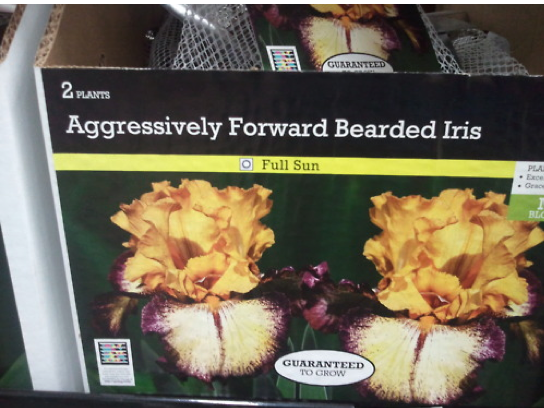 GUARANTEED
2 PLANTS
Aggressively Forward Bearded Iris
Full Sun
GUARANTEED
TO GROW